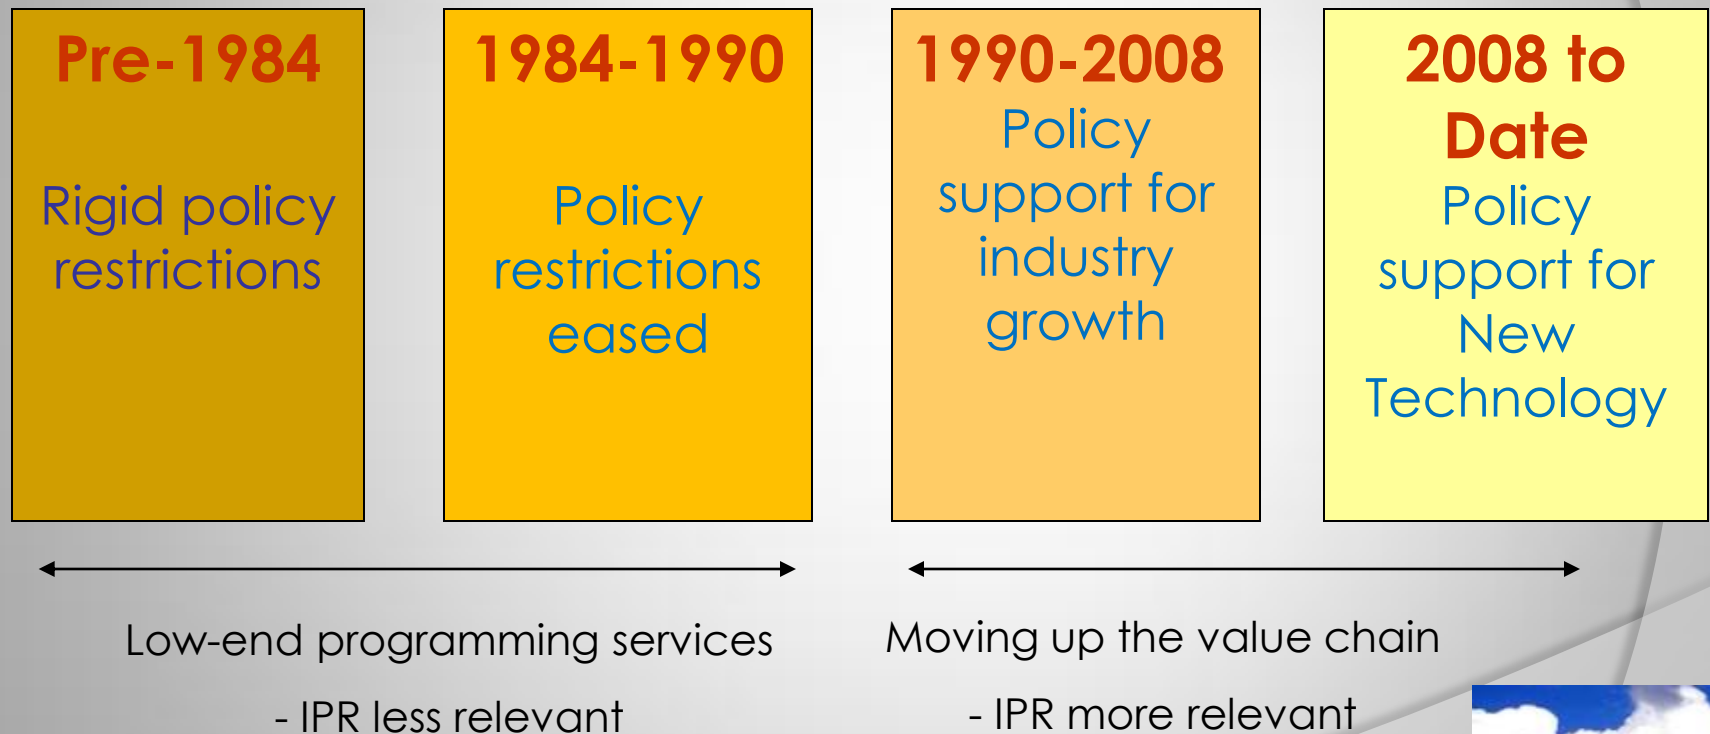 Pre-1984
Rigid policy
restrictions
1984-1990
Policy
restrictions
eased
1990-2008
Policy
support for
industry
growth
2008 to
Date
Policy
support for
New
Technology
Low-end programming services
- IPR less relevant
Moving up the value chain
- IPR more relevant